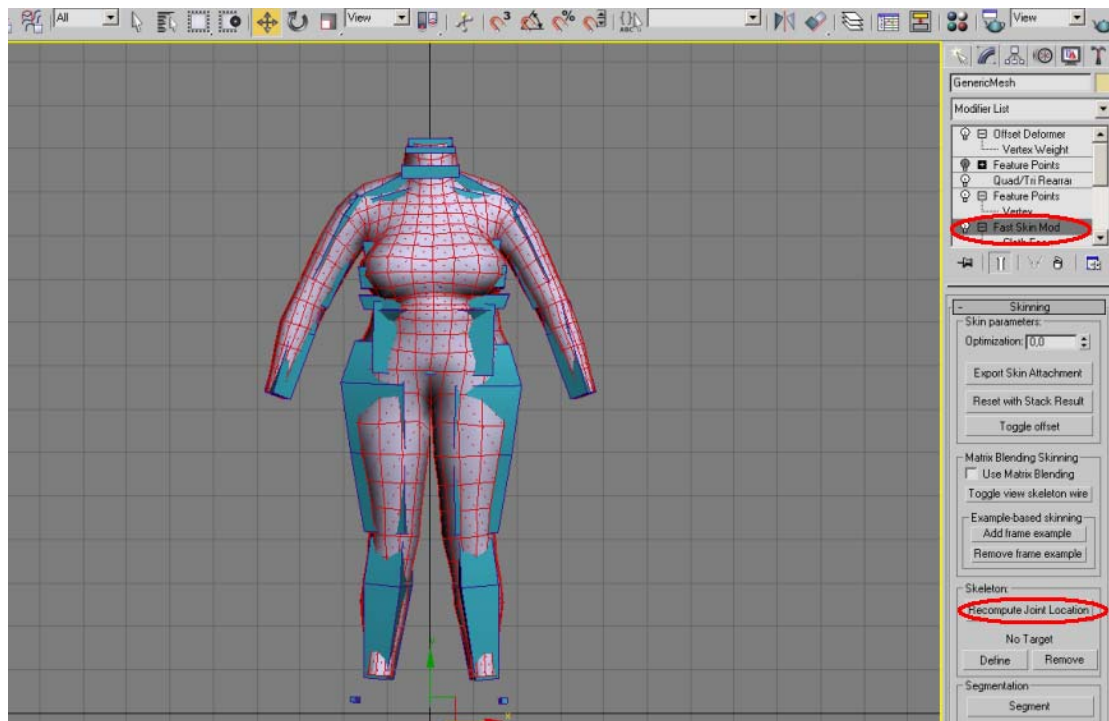 All
View
3
%
ABC
View
GenericMesh
Modifier List
Offset Deformer
Vertex Weight
Feature Points
Quad/Tri Rearrar
Feature Points
Vertex
Fast Skin Mod
- Skinning
Skin parameters:
Optimization: 0,0
Export Skin Attachment
Reset with Stack Result
Toggle offset
Matrix Blending Skinning
Use Matrix Blending
Toggle view skeleton wire
Example-based skinning
Add frame example
Remove frame example
Skeleton:
Recompute Joint Location
No Target
Define Remove
Segmentation
Segment